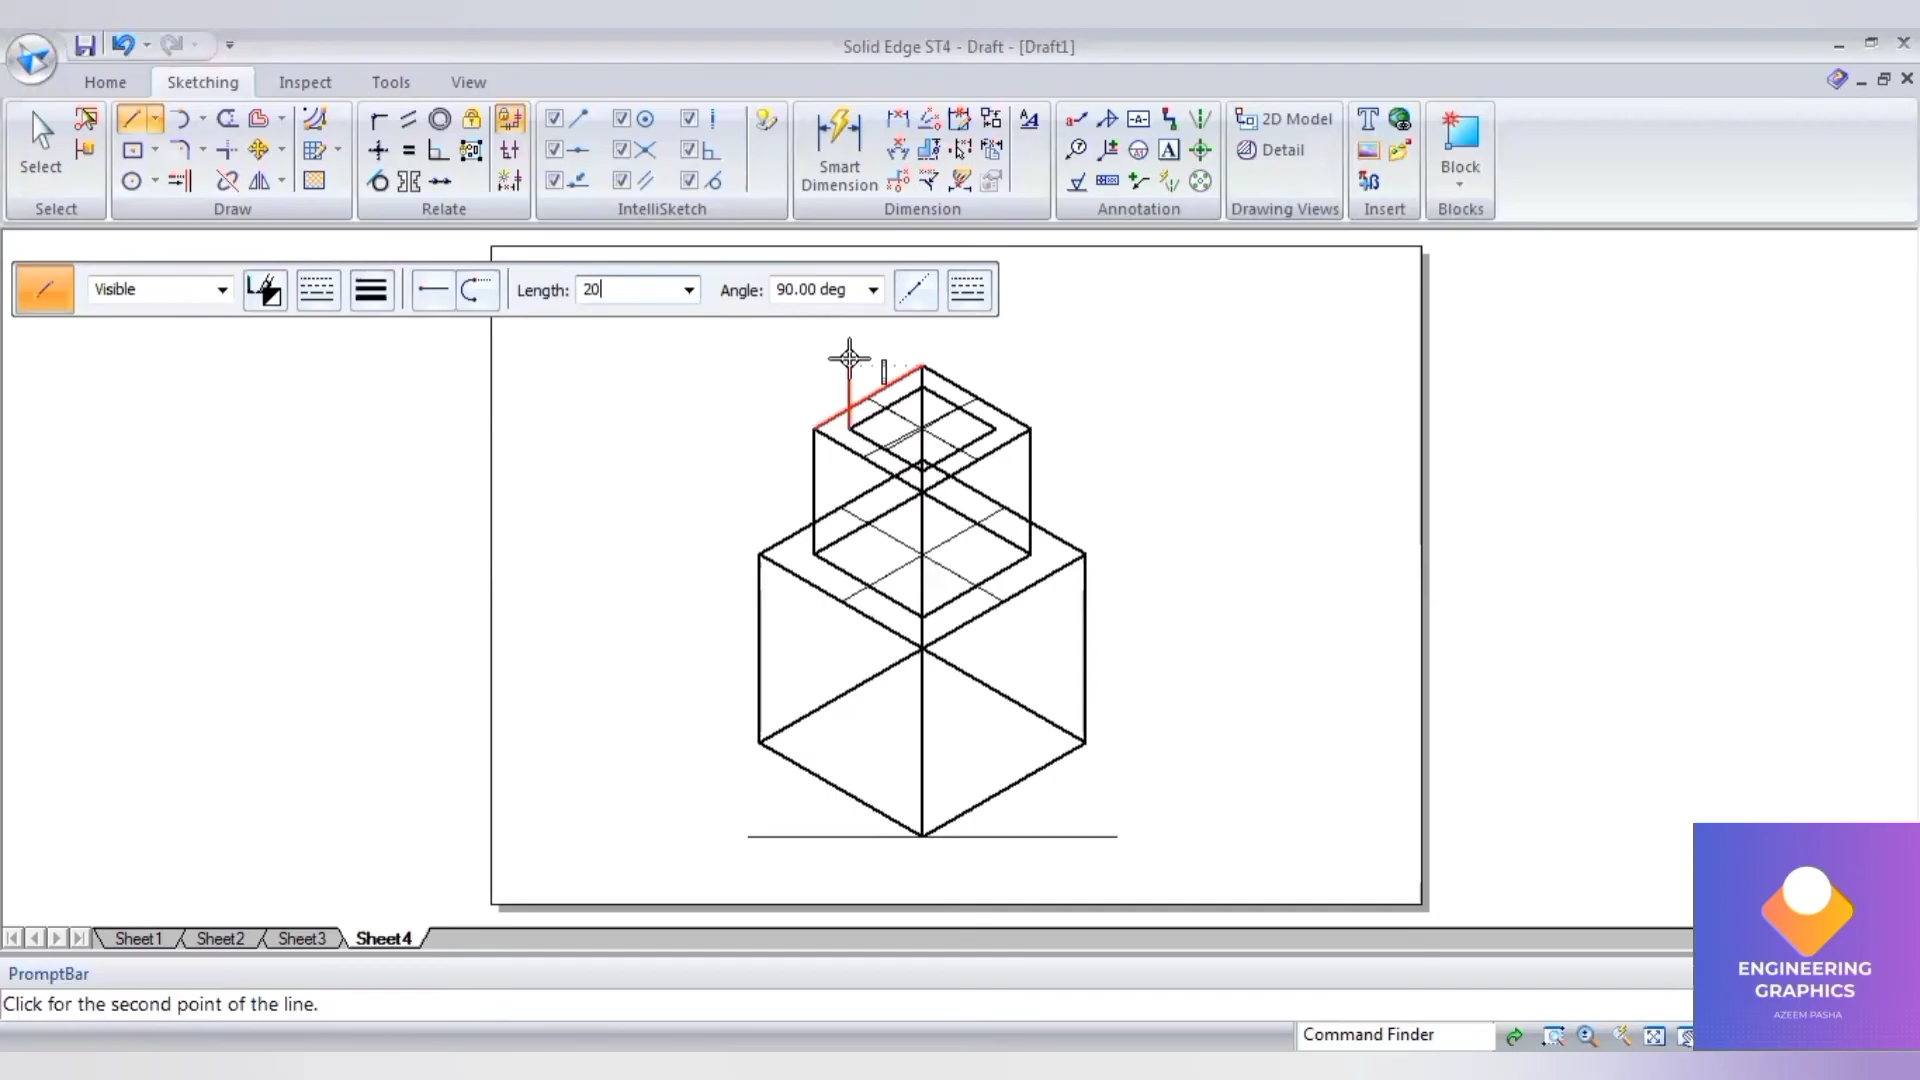 Solid Edge ST4 - Draft - [Draft1]
Home Sketching Inspect Tools View
Select
Smart
Dimension
2D Model
Detail
Block
Select Draw Relate IntelliSketch Dimension Annotation Drawing Views Insert Blocks
Visible Length: 20 Angle: 90.00 deg
Sheet1 Sheet2 Sheet3 Sheet4
PromptBar
Click for the second point of the line.
Command Finder
ENGINEERING
GRAPHICS
AZEEM PASHA